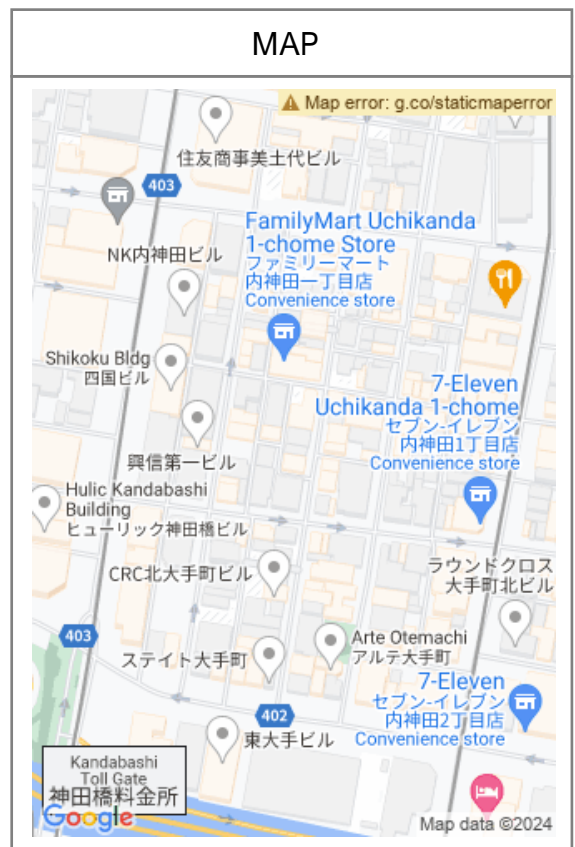 MAP
Map error: g.co/staticmaperror
住友商事美土代ビル
403
FamilyMart Uchikanda
1-chome Store
ファミリーマート
内神田一丁目店
Convenience store
NK内神田ビル
Shikoku Bldg
四国ビル
7-Eleven
Uchikanda 1-chome
セブン-イレブン
内神田1丁目店
Convenience store
興信第一ビル
Hulic Kandabashi
Building
ヒューリック神田橋ビル
CRC北大手町ビル
ラウンドクロス
大手町北ビル
403
ステイト大手町
Arte Otemachi
アルテ大手町
7-Eleven
セブン-イレブン
内神田2丁目店
Convenience store
402
東大手ビル
Kandabashi
Toll Gate
神田橋料金所
Google
Map data ©2024